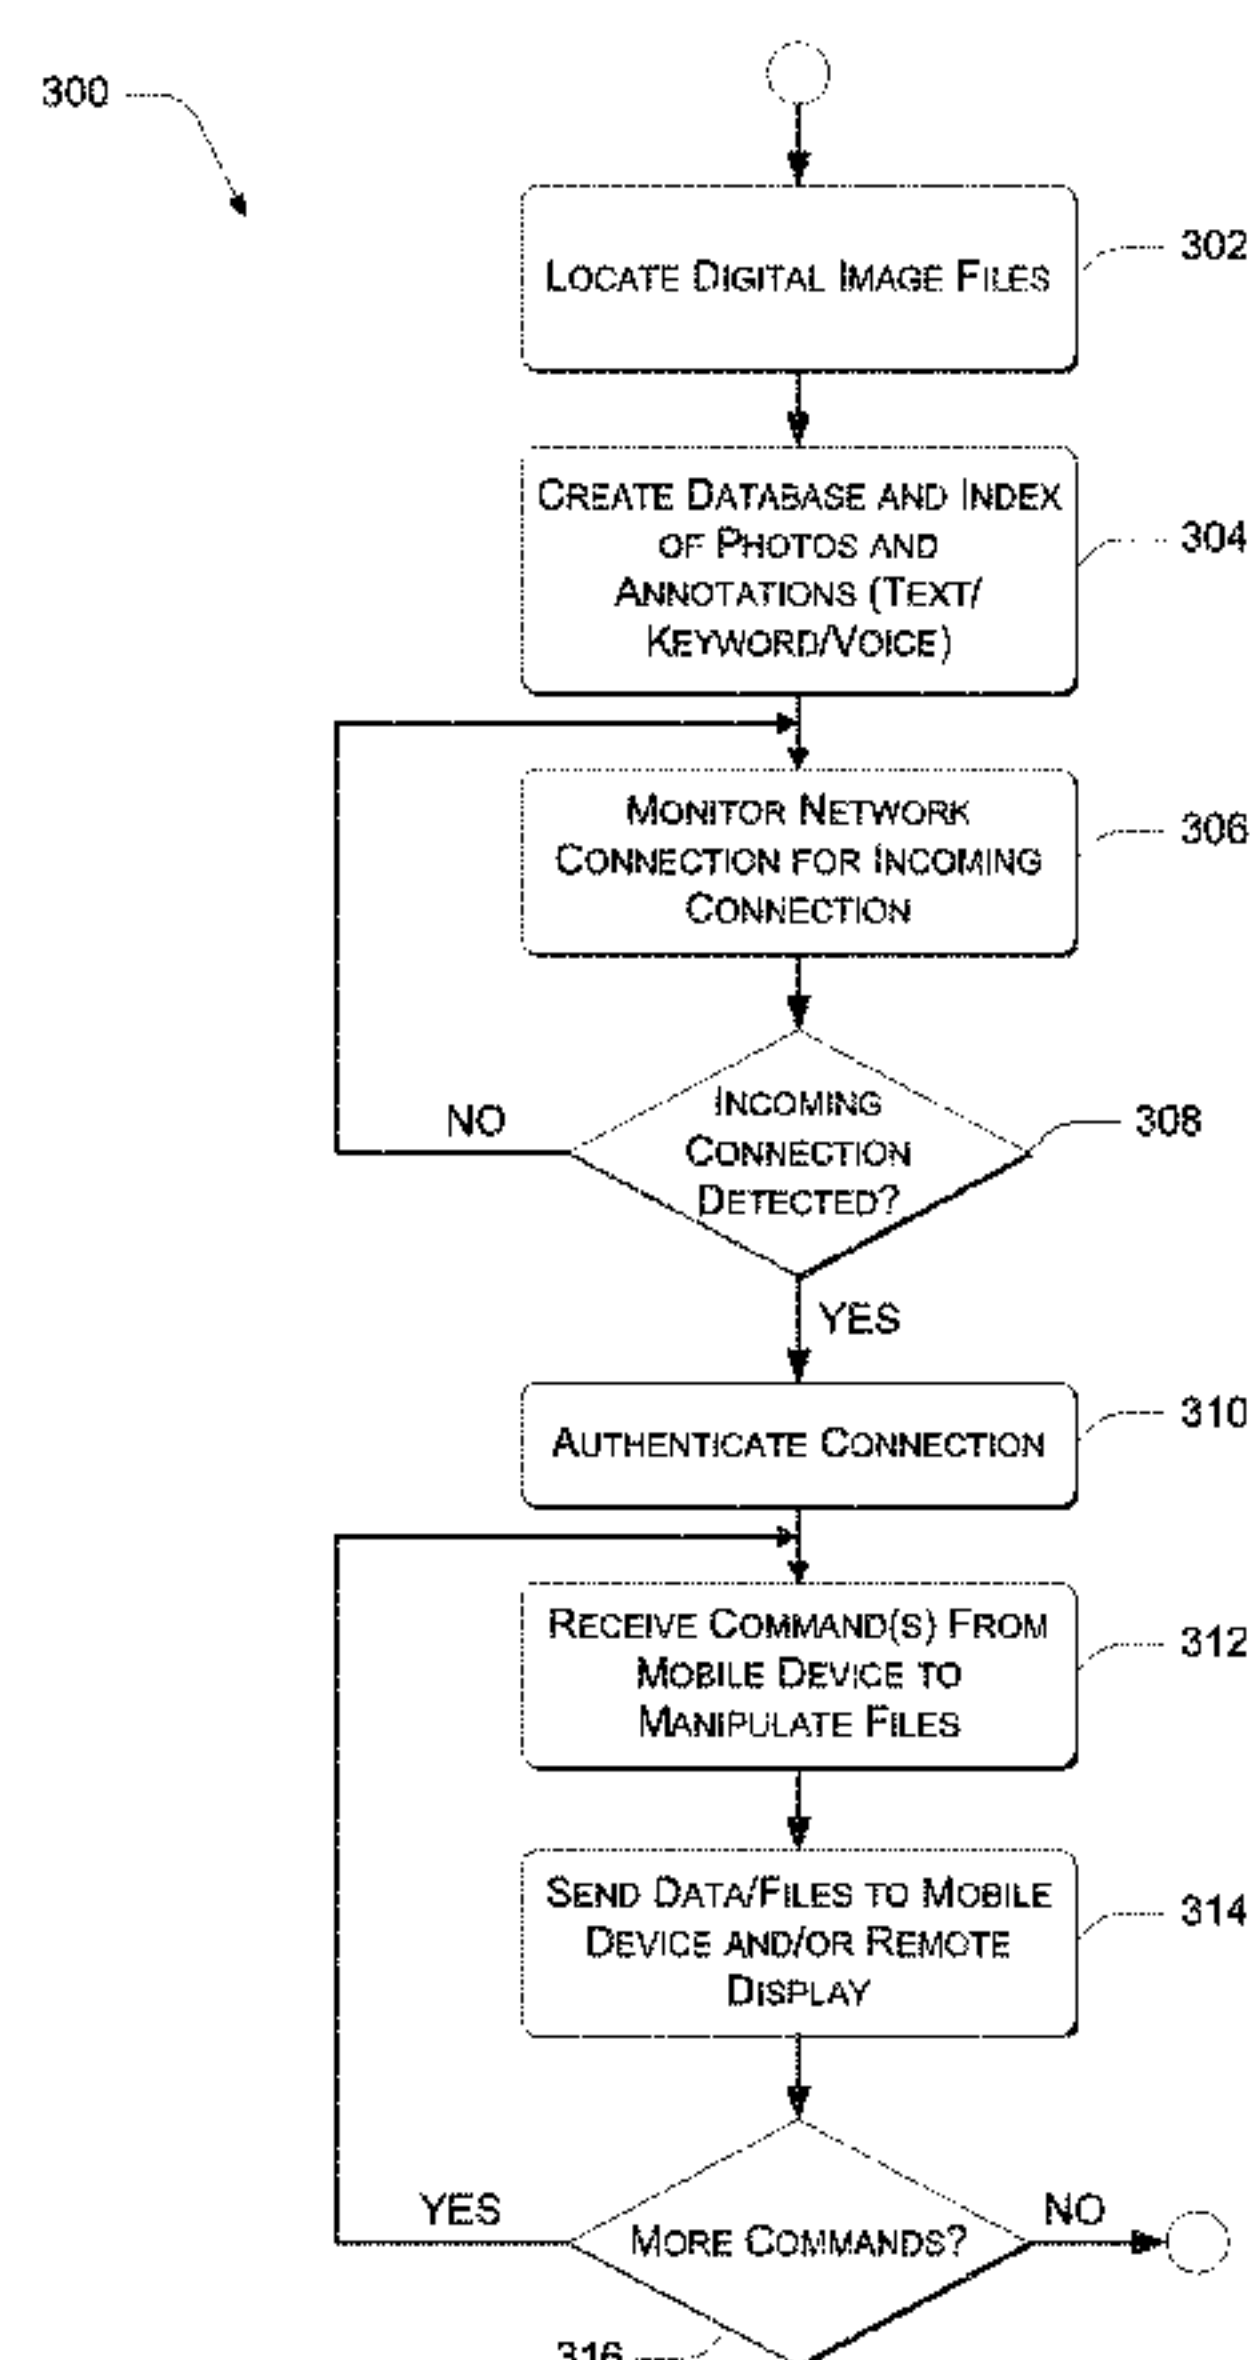 300
LOCATE DIGITAL IMAGE FILES
302
CREATE DATABASE AND INDEX
OF PHOTOS AND
ANNOTATIONS (TEXT/
KEYWORD/VOICE)
304
MONITOR NETWORK
CONNECTION FOR INCOMING
CONNECTION
306
INCOMING
CONNECTION
DETECTED?
308
NO
YES
AUTHENTICATE CONNECTION
310
RECEIVE COMMAND(S) FROM
MOBILE DEVICE TO
MANIPULATE FILES
312
SEND DATA/FILES TO MOBILE
DEVICE AND/OR REMOTE
DISPLAY
314
YES
MORE COMMANDS?
NO
316